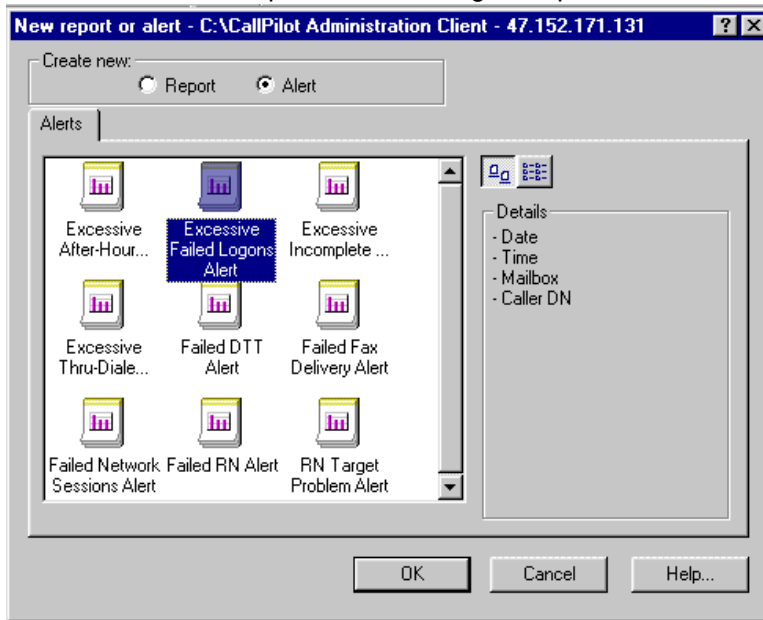 New report or alert - C:\CallPilot Administration Client - 47.152.171.131
Create new:
Report Alert
Alerts
Excessive After-Hour...
Excessive Failed Logons Alert
Excessive Incomplete ...
Excessive Thru-Diale...
Failed DTT Alert
Failed Fax Delivery Alert
Failed Network Sessions Alert
Failed RN Alert
RN Target Problem Alert
Details
- Date
- Time
- Mailbox
- Caller DN
OK Cancel Help...